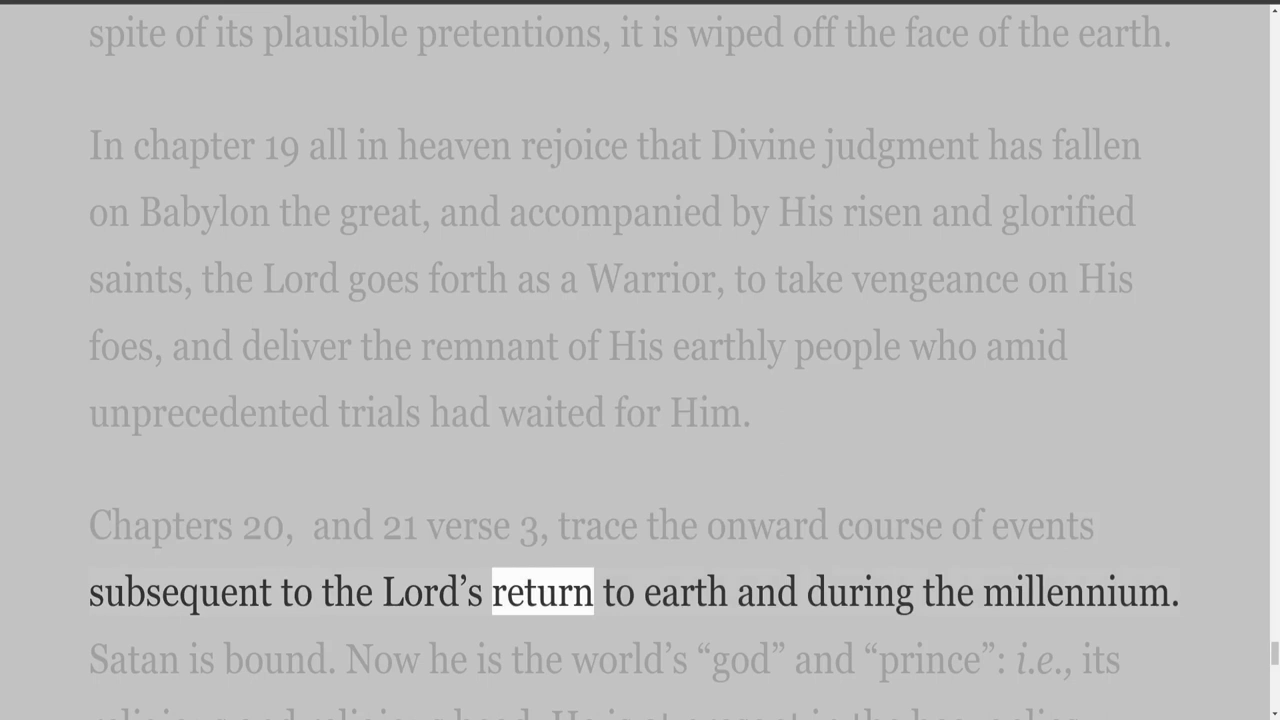 spite of its plausible pretentions, it is wiped off the face of the earth.
In chapter 19 all in heaven rejoice that Divine judgment has fallen
on Babylon the great, and accompanied by His risen and glorified
saints, the Lord goes forth as a Warrior, to take vengeance on His
foes, and deliver the remnant of His earthly people who amid
unprecedented trials had waited for Him.
Chapters 20,  and 21 verse 3, trace the onward course of events
subsequent to the Lord’s return to earth and during the millennium.
Satan is bound. Now he is the world’s “god” and “prince”: i.e., its